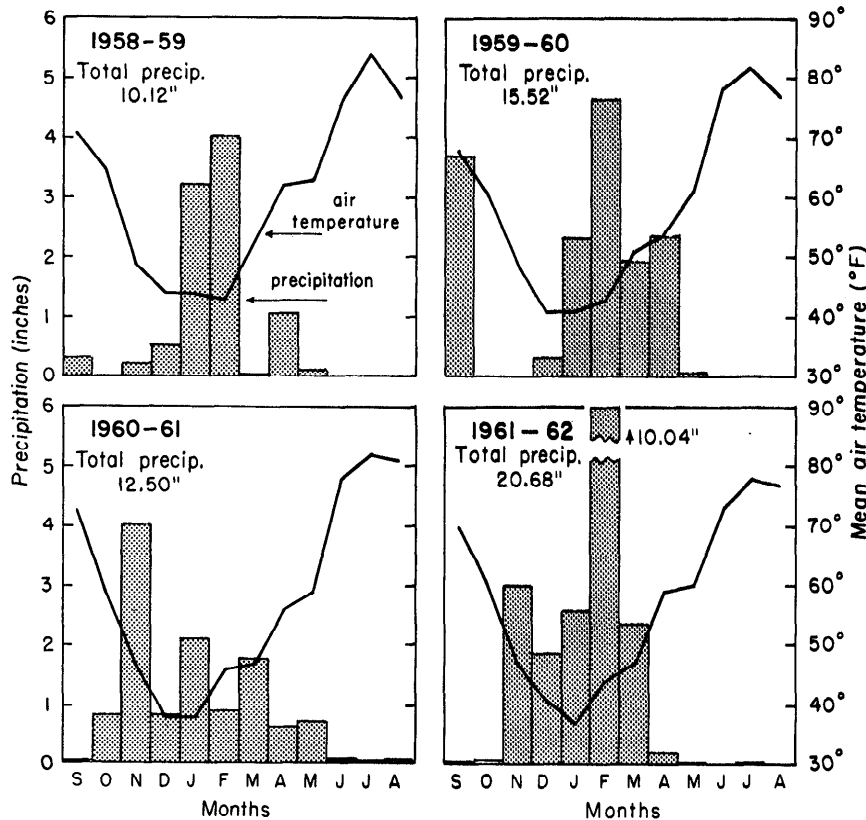 1958-59
Total precip.
10.12"
air
temperature
precipitation
6
5
4
3
2
1
0
1959-60
Total precip.
15.52"
90°
80°
70°
60°
50°
40°
30°
Precipitation (inches)
Mean air temperature (°F)
1960-61
Total precip.
12.50"
6
5
4
3
2
1
0
S O N D J F M A M J J A
Months
1961-62
Total precip.
20.68"
10.04"
90°
80°
70°
60°
50°
40°
30°
S O N D J F M A M J J A
Months